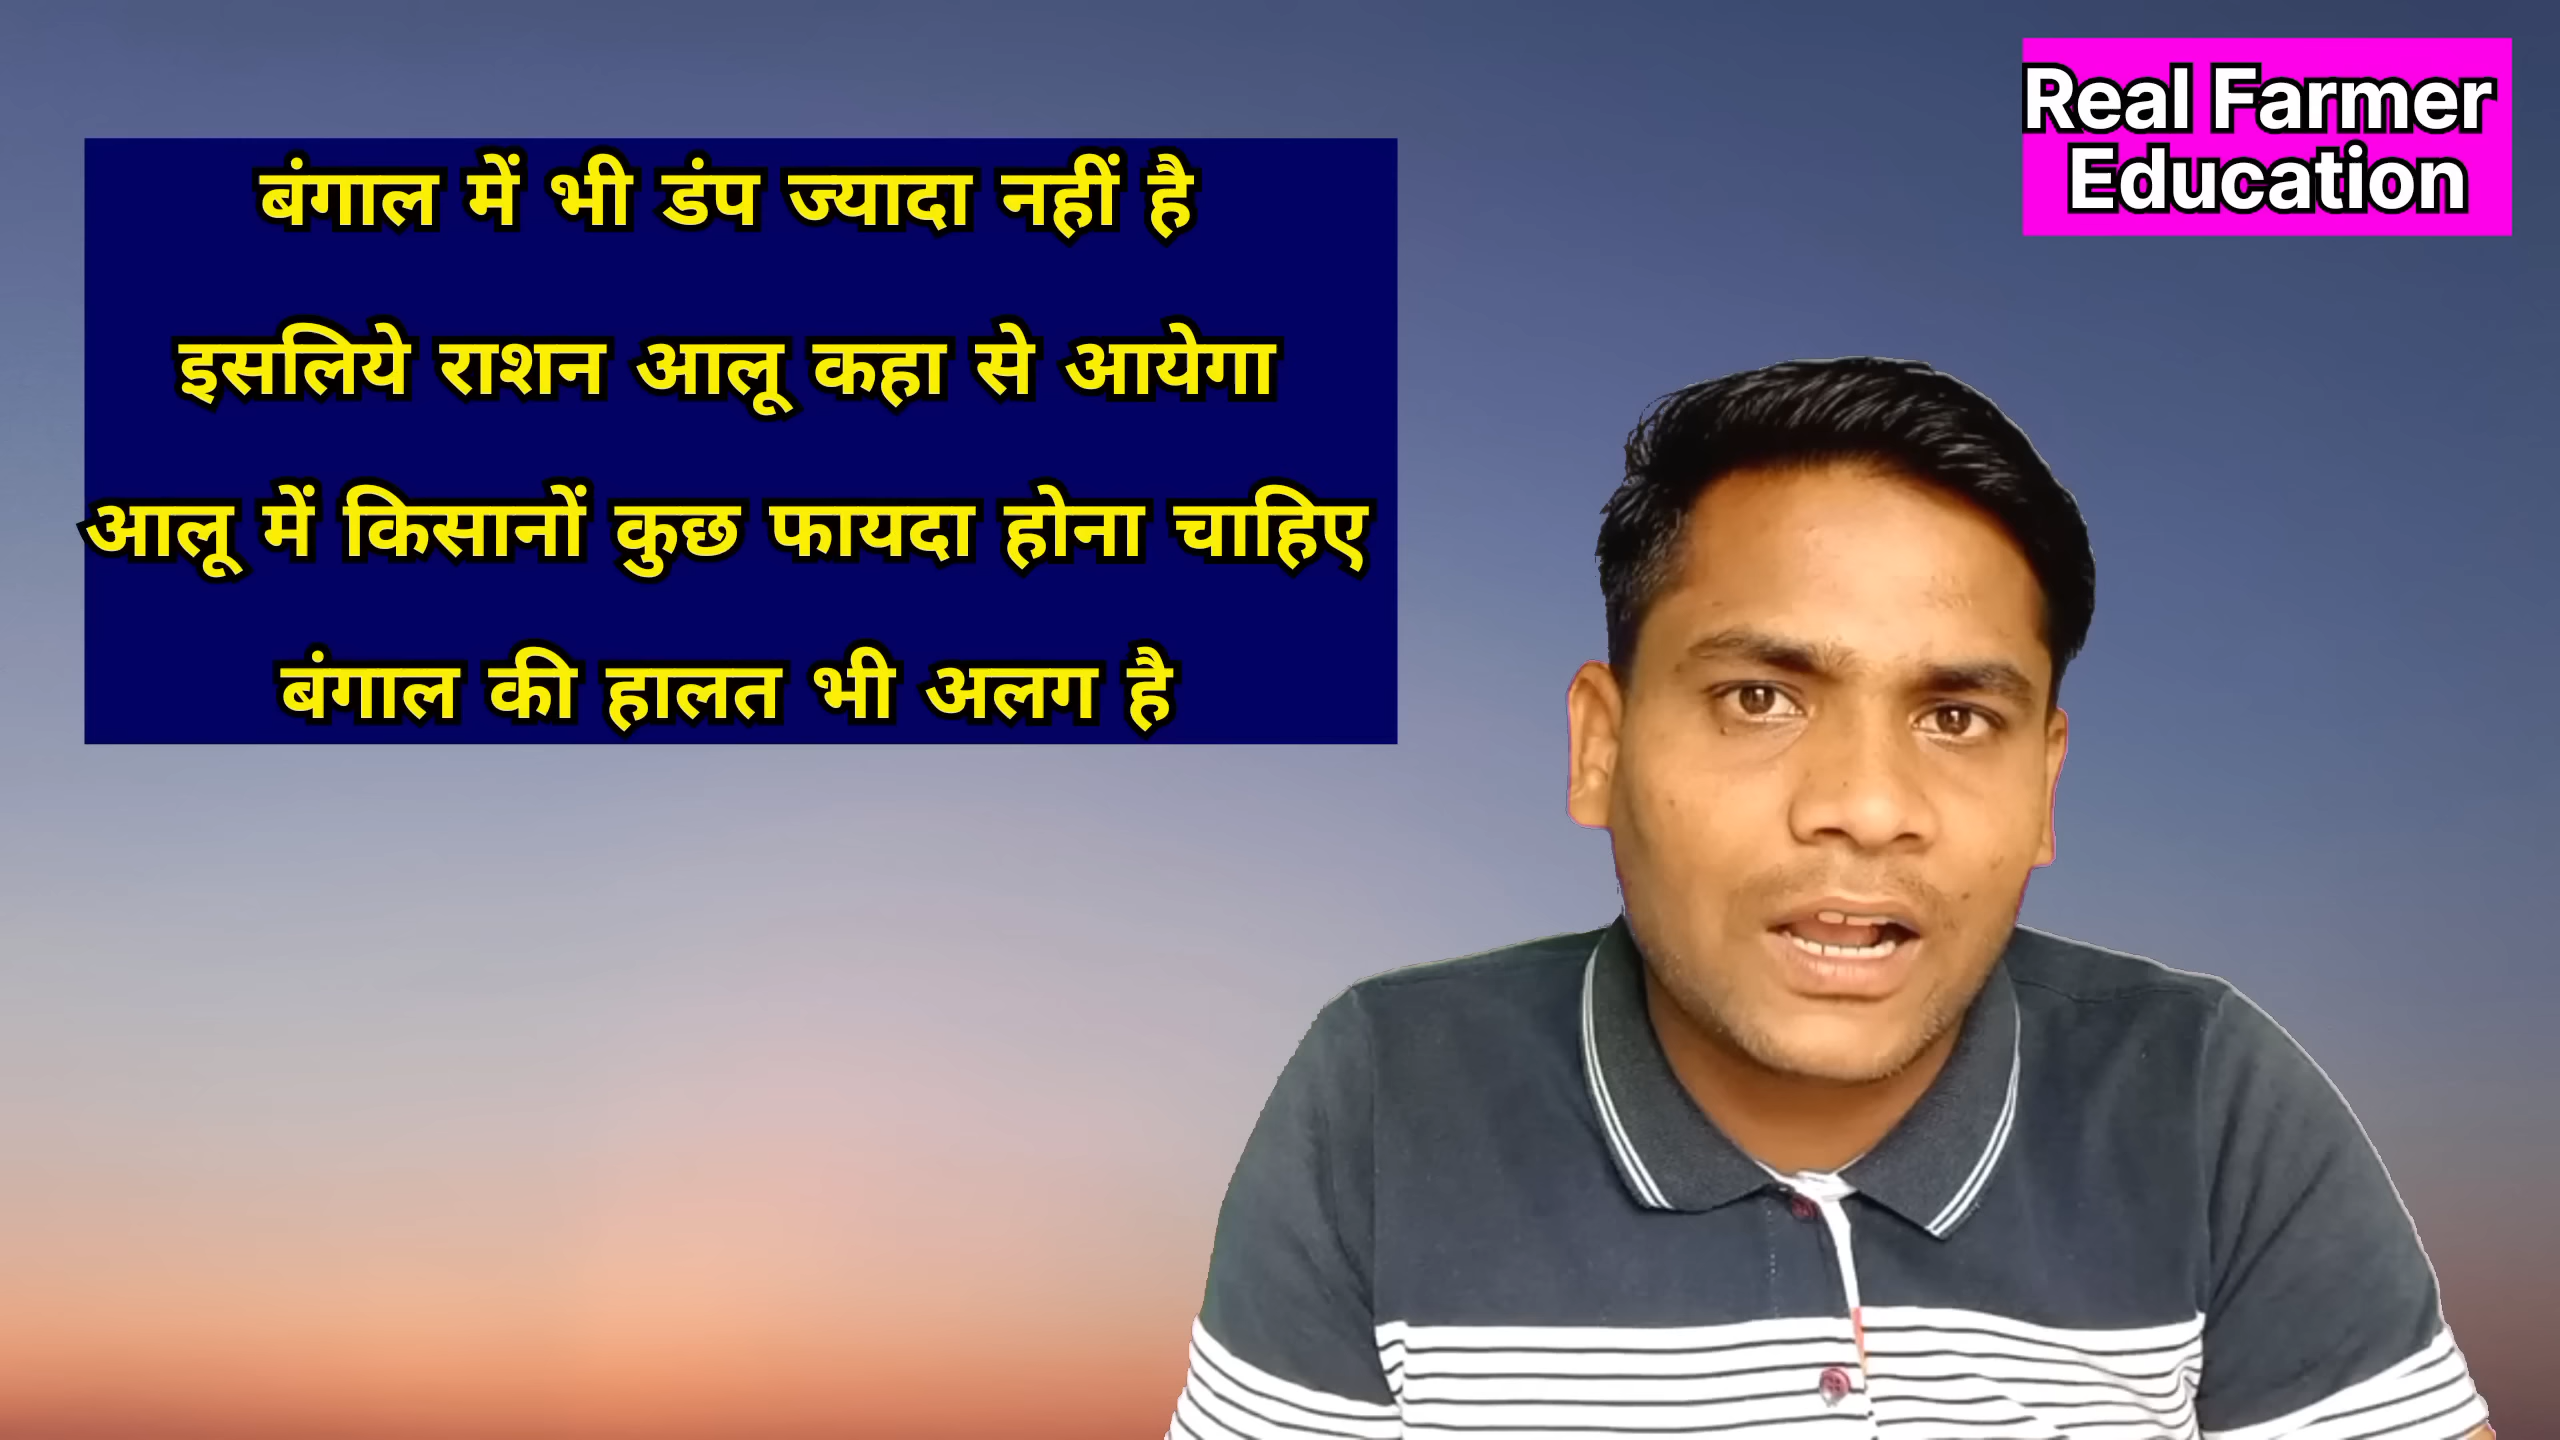 Real Farmer
Education
बंगाल में भी डंप ज्यादा नहीं है
इसलिये राशन आलू कहा से आयेगा
आलू में किसानों कुछ फायदा होना चाहिए
बंगाल की हालत भी अलग है